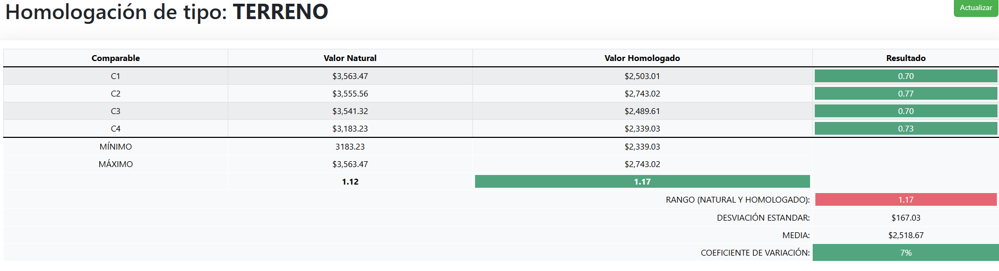 Homologación de tipo: TERRENO
Actualizar
Comparable Valor Natural Valor Homologado Resultado
C1 $3,563.47 $2,503.01 0.70
C2 $3,555.56 $2,743.02 0.77
C3 $3,541.32 $2,489.61 0.70
C4 $3,183.23 $2,339.03 0.73
MÍNIMO 3183.23 $2,339.03
MÁXIMO $3,563.47 $2,743.02
1.12 1.17
RANGO (NATURAL Y HOMOLOGADO): 1.17
DESVIACIÓN ESTANDAR: $167.03
MEDIA: $2,518.67
COEFICIENTE DE VARIACIÓN: 7%